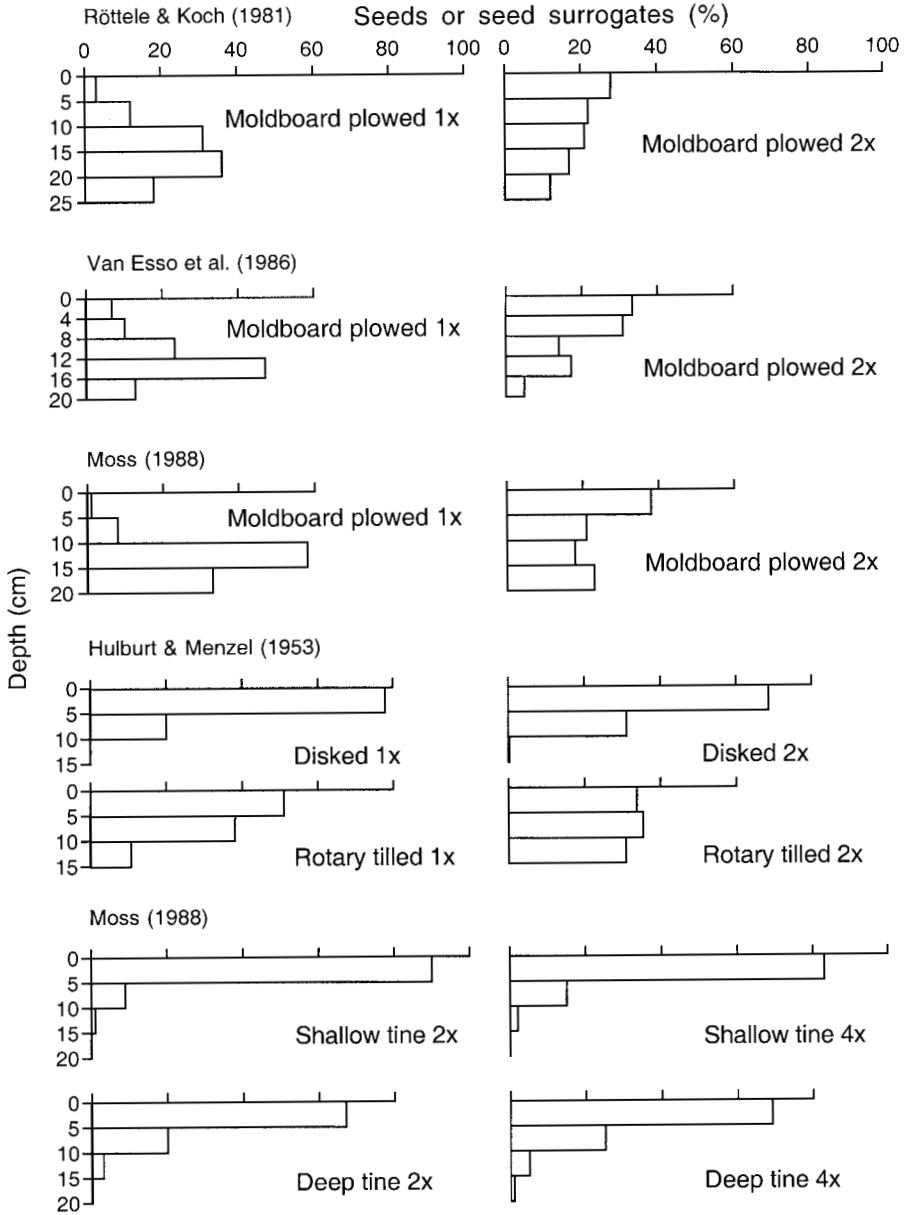 Röttele & Koch (1981)
Seeds or seed surrogates (%)
0 20 40 60 80 100
0 20 40 60 80 100
0
5
10
15
20
25
Moldboard plowed 1x
Moldboard plowed 2x
Van Esso et al. (1986)
0
4
8
12
16
20
Moldboard plowed 1x
Moldboard plowed 2x
Moss (1988)
0
5
10
15
20
Moldboard plowed 1x
Moldboard plowed 2x
Depth (cm)
Hulburt & Menzel (1953)
0
5
10
15
Disked 1x
Disked 2x
0
5
10
15
Rotary tilled 1x
Rotary tilled 2x
Moss (1988)
0
5
10
15
20
Shallow tine 2x
Shallow tine 4x
0
5
10
15
20
Deep tine 2x
Deep tine 4x